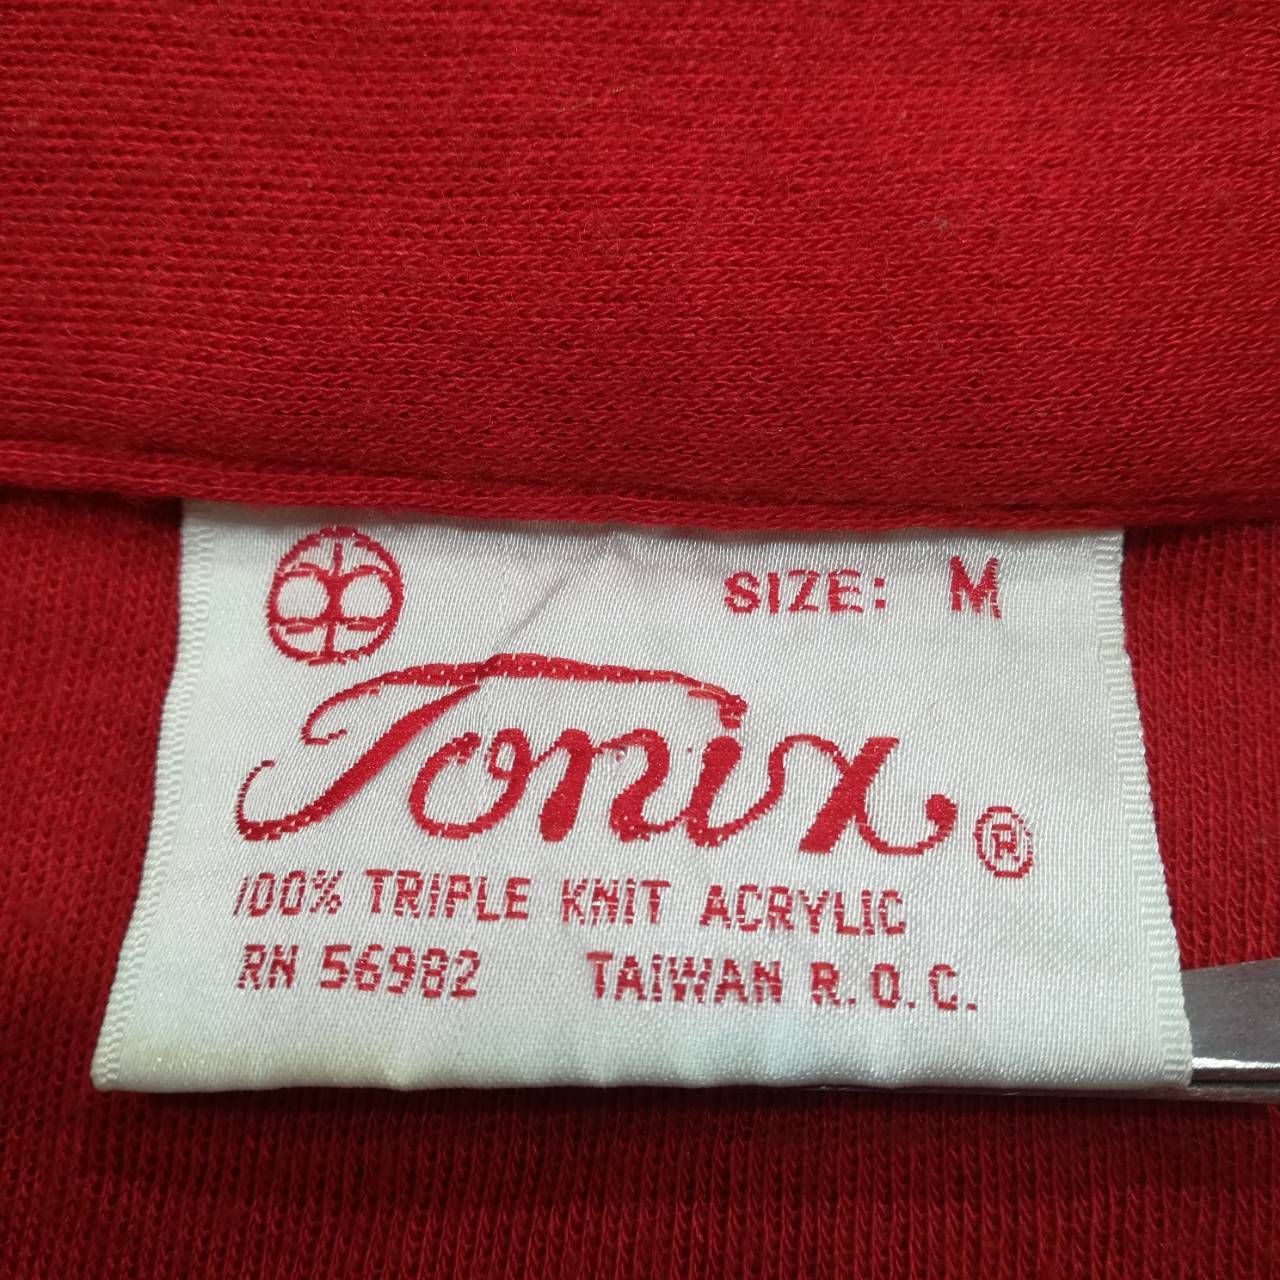 SIZE: M
Tonix ®
100% TRIPLE KNIT ACRYLIC
RN 56982 TAIWAN R.O.C.